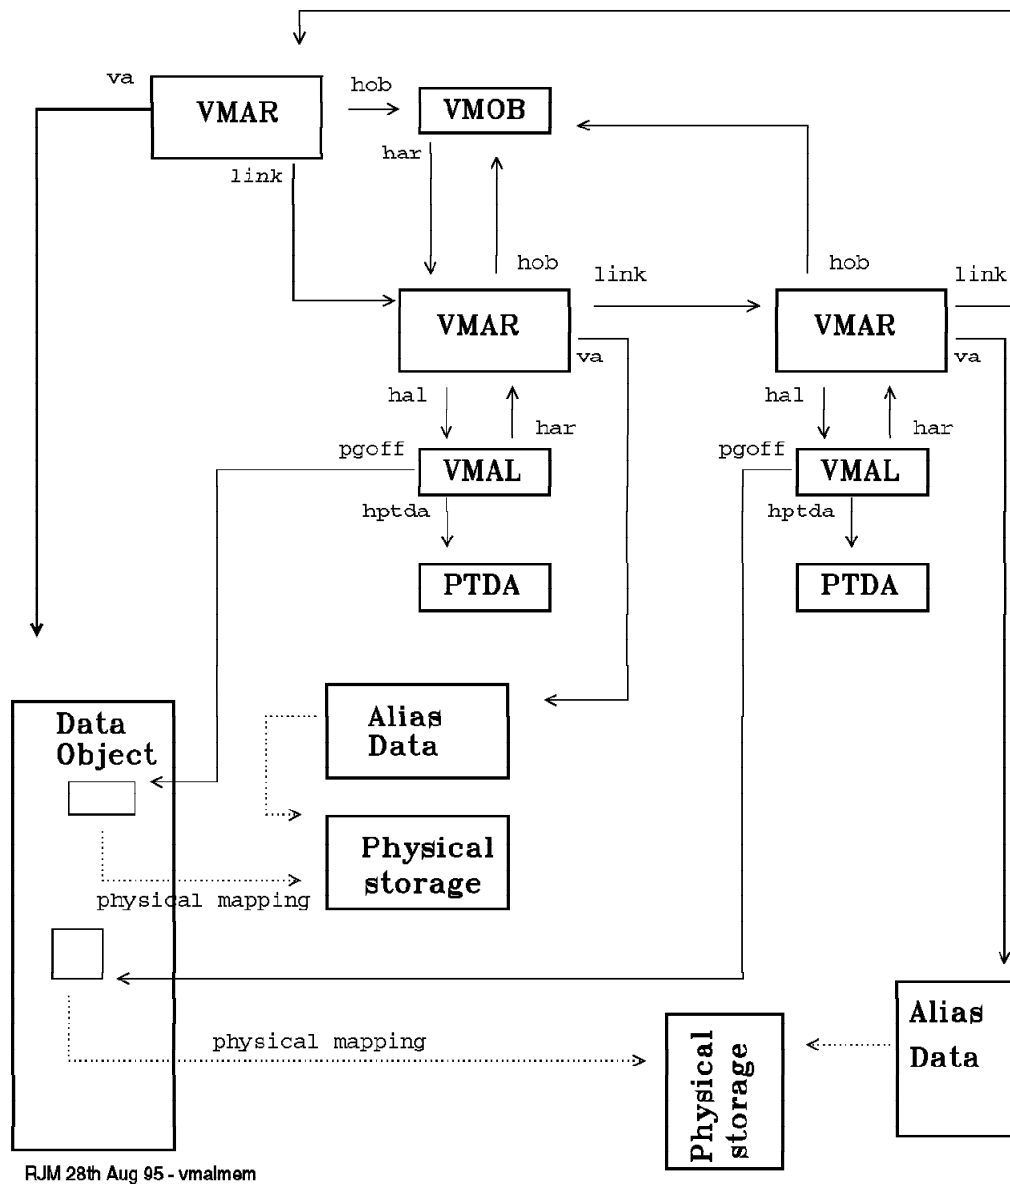 va
VMAR
hob
VMOB
har
link
hob
link
hob
link
VMAR
va
VMAR
va
hal
har
hal
har
pgoff
VMAL
pgoff
VMAL
hptda
hptda
PTDA
PTDA
Data
Object
Alias
Data
Physical
storage
physical mapping
physical mapping
Physical
storage
Alias
Data
RJM 28th Aug 95 - vmalmem